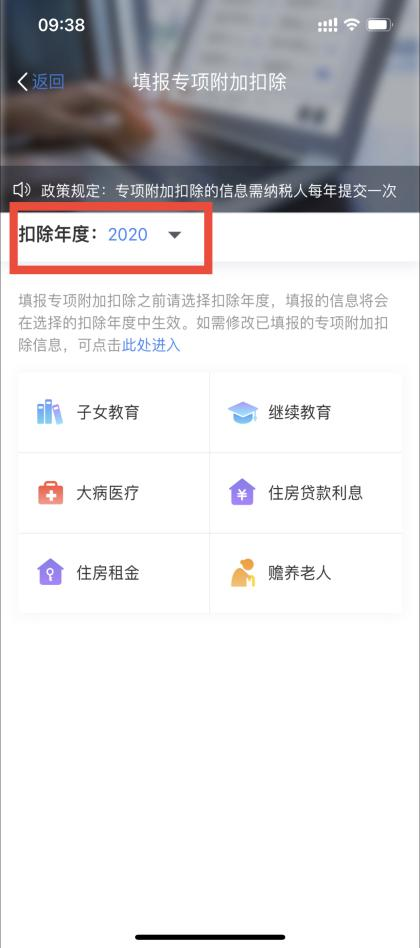 09:38
返回
填报专项附加扣除
政策规定：专项附加扣除的信息需纳税人每年提交一次
扣除年度：2020
填报专项附加扣除之前请选择扣除年度，填报的信息将会
在选择的扣除年度中生效。如需修改已填报的专项附加扣
除信息，可点击此处进入
子女教育
继续教育
大病医疗
住房贷款利息
住房租金
赡养老人